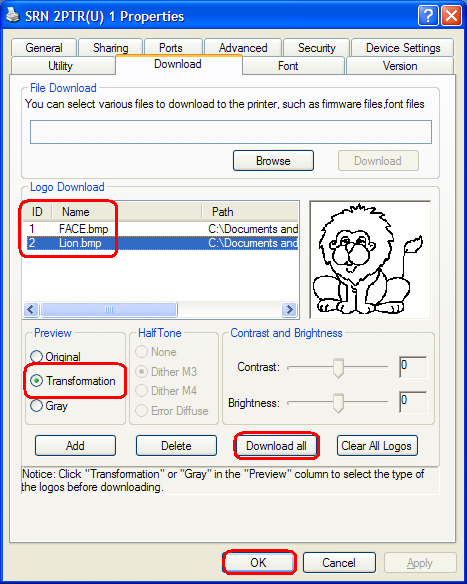 SRN 2PTR(U) 1 Properties
General Sharing Ports Advanced Security Device Settings
Utility Download Font Version
File Download
You can select various files to download to the printer, such as firmware files,font files
Browse Download
Logo Download
ID Name Path
1 FACE.bmp C:\Documents and
2 Lion.bmp C:\Documents and
Preview HalfTone Contrast and Brightness
Original None
Contrast: 0
Transformation Dither M3
Dither M4
Brightness: 0
Gray Error Diffuse
Add Delete Download all Clear All Logos
Notice: Click "Transformation" or "Gray" in the "Preview" column to select the type of
the logos before downloading.
OK Cancel Apply